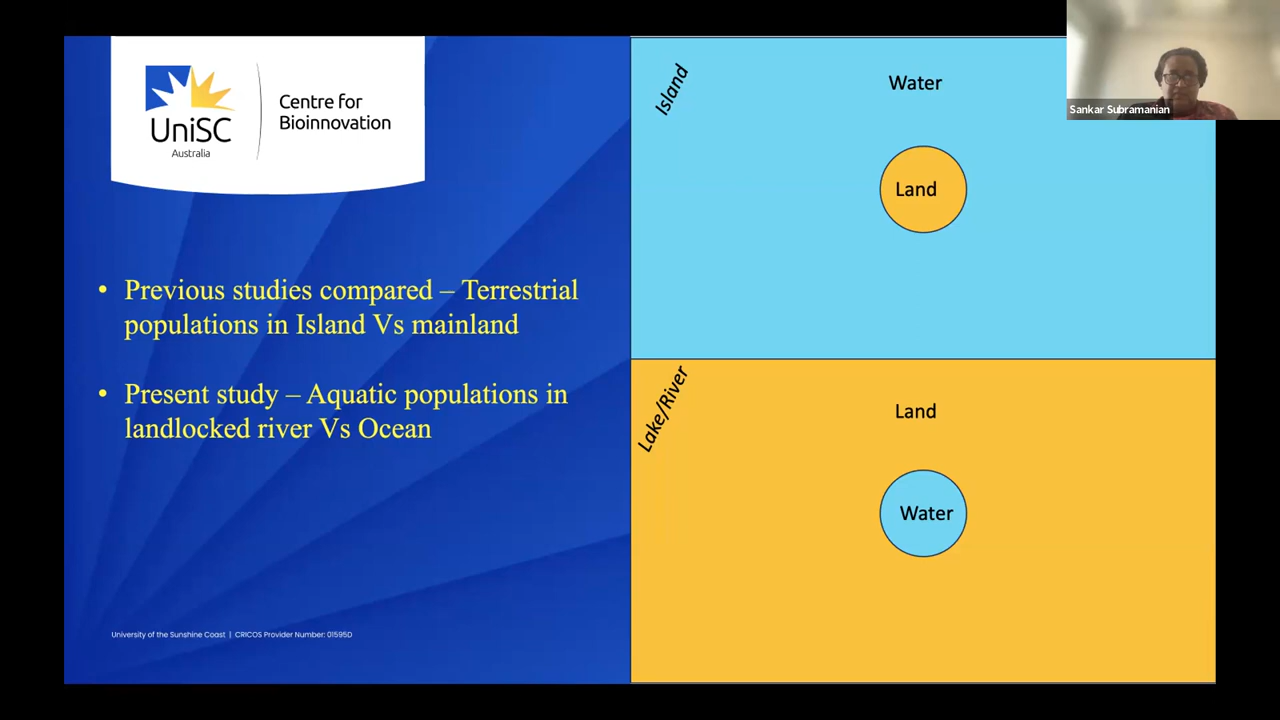 UniSC
Australia
Centre for
Bioinnovation
• Previous studies compared – Terrestrial
populations in Island Vs mainland
• Present study – Aquatic populations in
landlocked river Vs Ocean
University of the Sunshine Coast | CRICOS Provider Number: 01595D
Island
Water
Land
Lake/River
Land
Water
Sankar Subramanian